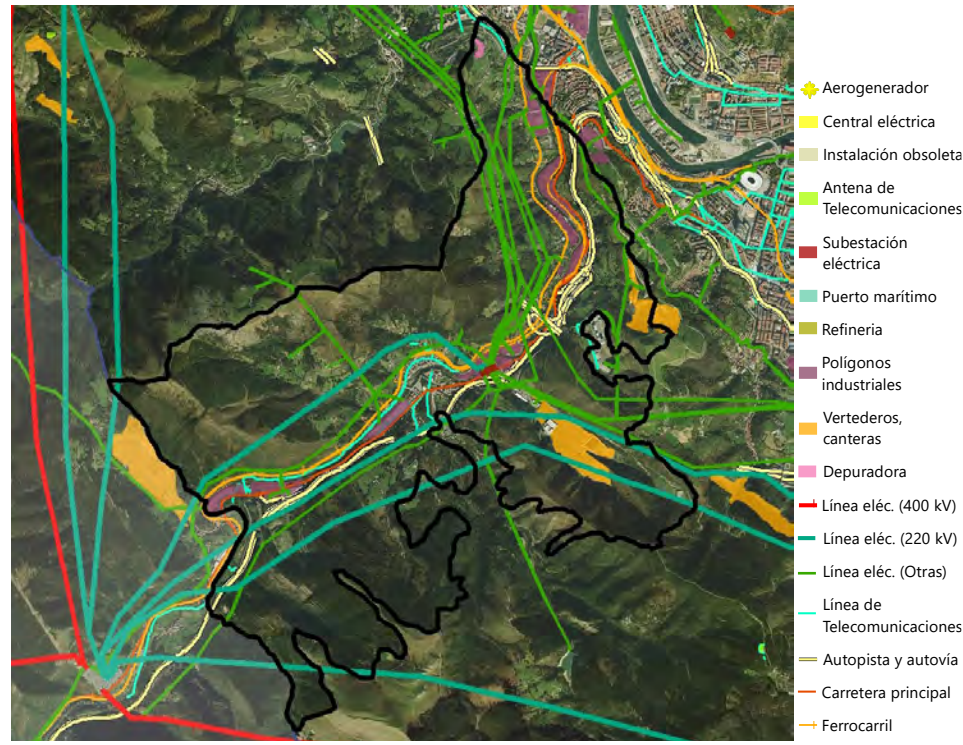 Aerogenerador
Central eléctrica
Instalación obsoleta
Antena de
Telecomunicaciones
Subestación
eléctrica
Puerto marítimo
Refineria
Polígonos
industriales
Vertederos,
canteras
Depuradora
Línea eléc. (400 kV)
Línea eléc. (220 kV)
Línea eléc. (Otras)
Línea de
Telecomunicaciones
Autopista y autovía
Carretera principal
Ferrocarril